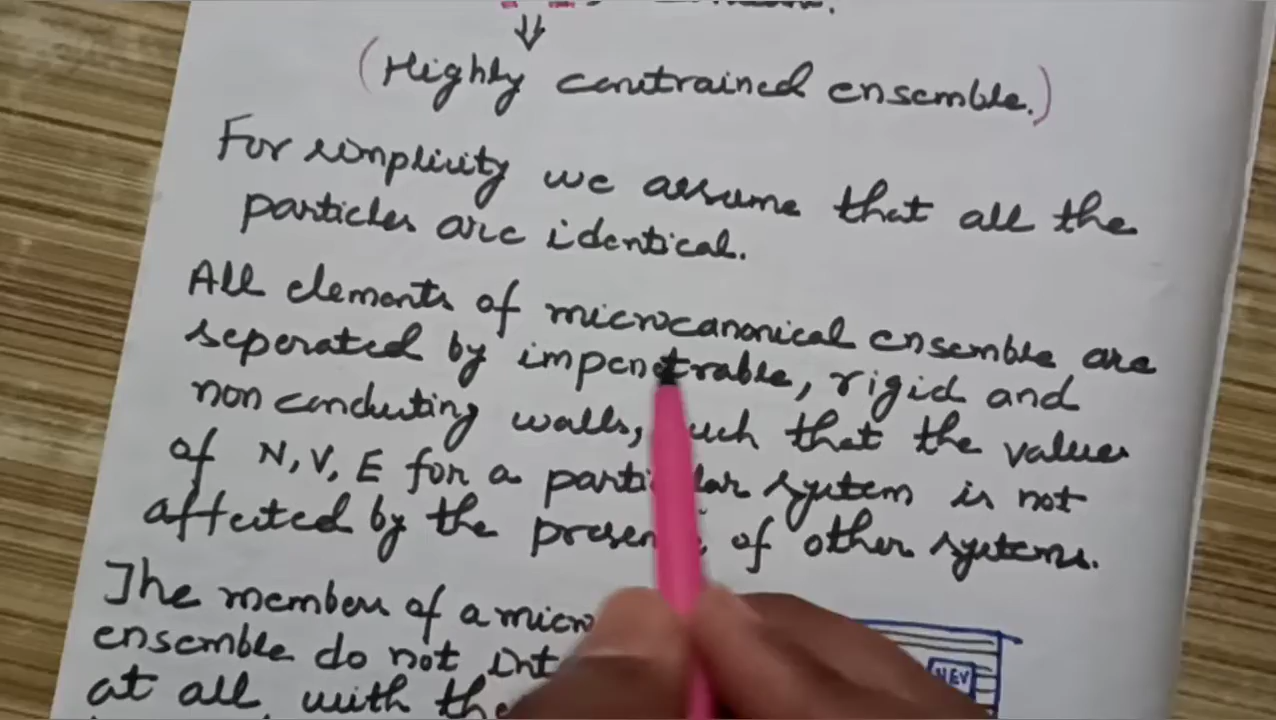 (Highly contrained ensemble.)
For simplicity we assume that all the
particles are identical.
All elements of microcanonical ensemble are
seperated by impenetrable, rigid and
non conducting walls, such that the values
of N, V, E for a particular system is not
affected by the presence of other systems.
The members of a micro
ensemble do not int
at all with the
NEV